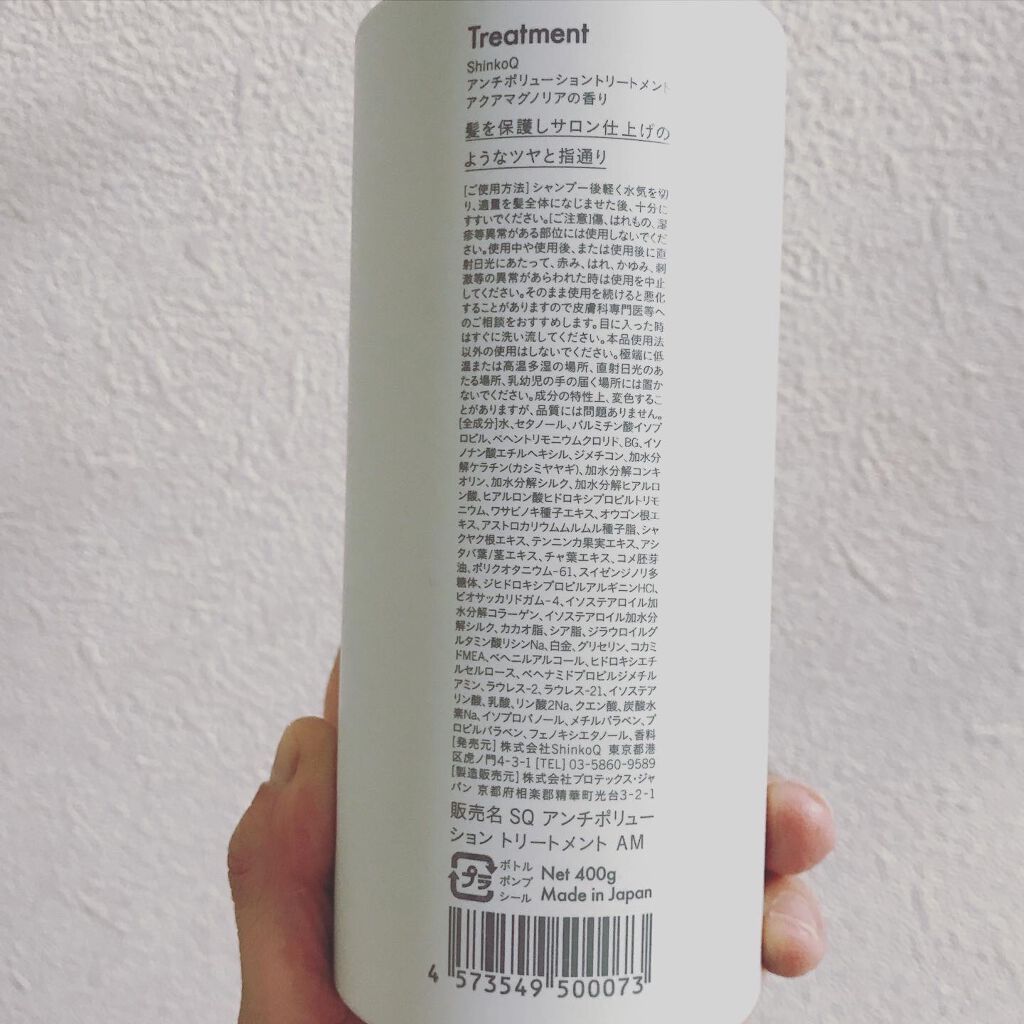 Treatment
ShinkoQ
アンチポリューショントリートメント
アクアマグノリアの香り
髪を保護しサロン仕上げの
ようなツヤと指通り
[ご使用方法]シャンプー後軽く水気を切
り、適量を髪全体になじませた後、十分に
すすいでください。[ご注意]傷、はれもの、湿
疹等異常がある部位には使用しないでくだ
さい。使用中や使用後、または使用後に直
射日光にあたって、赤み、はれ、かゆみ、刺
激等の異常があらわれた時は使用を中止
してください。そのまま使用を続けると悪化
することがありますので皮膚科専門医等へ
のご相談をおすすめします。目に入った時
はすぐに洗い流してください。本品使用法
以外の使用はしないでください。極端に低
温または高温多湿の場所、直射日光のあ
たる場所、乳幼児の手の届く場所には置か
ないでください。成分の特性上、変色するこ
とがありますが、品質には問題ありません。
[全成分]水、セタノール、パルミチン酸イソプ
ロピル、ベヘントリモニウムクロリド、BG、イソ
ノナン酸エチルヘキシル、ジメチコン、加水分
解ケラチン(カシミヤヤギ)、加水分解コンキ
オリン、加水分解シルク、加水分解ヒアルロ
ン酸、ヒアルロン酸ヒドロキシプロピルトリモ
ニウム、ワサビノキ種子エキス、オウゴン根エ
キス、アストロカリウムムルムル種子脂、シャ
クヤク根エキス、テンニンカ果実エキス、アシ
タバ葉/茎エキス、チャ葉エキス、コメ胚芽
油、ポリクオタニウム-61、スイゼンジノリ多
糖体、ジヒドロキシプロピルアルギニンHCl、
ビオサッカリドガム-4、イソステアロイル加
水分解コラーゲン、イソステアロイル加水分
解シルク、カカオ脂、シア脂、ジラウロイルグ
ルタミン酸リシンNa、白金、グリセリン、コカミ
ドMEA、ベヘニルアルコール、ヒドロキシエチ
ルセルロース、ベヘナミドプロピルジメチル
アミン、ラウレス-2、ラウレス-21、イソステア
リン酸、乳酸、リン酸2Na、クエン酸、炭酸水
素Na、イソプロパノール、メチルパラベン、プ
ロピルパラベン、フェノキシエタノール、香料
[発売元]株式会社ShinkoQ 東京都港
区虎ノ門4-3-1 [TEL] 03-5860-9589
[製造販売元]株式会社プロテックス・ジャ
パン 京都府相楽郡精華町光台3-2-1
販売名 SQ アンチポリュー
ション トリートメント AM
プラ
ボトル
ポンプ
シール
Net 400g
Made in Japan
4 573549 500073